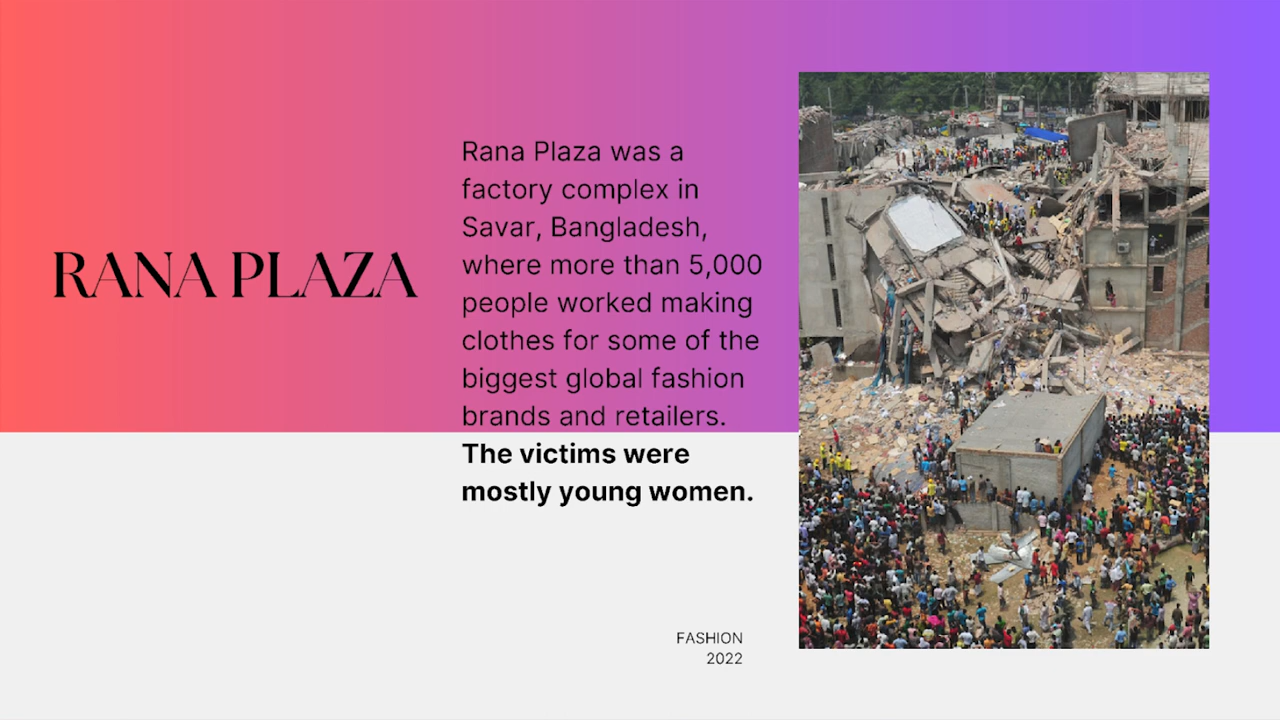 RANA PLAZA
Rana Plaza was a
factory complex in
Savar, Bangladesh,
where more than 5,000
people worked making
clothes for some of the
biggest global fashion
brands and retailers.
The victims were
mostly young women.
FASHION
2022